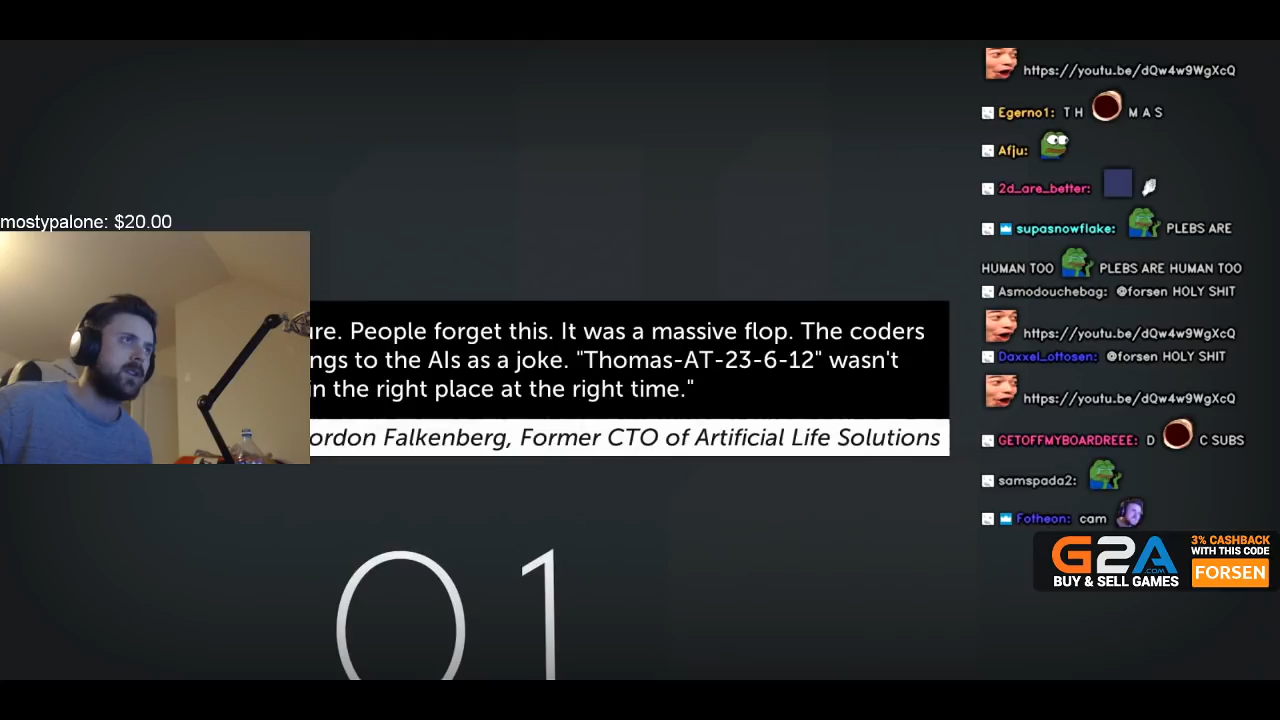 mostypalone: $20.00
ure. People forget this. It was a massive flop. The coders
ngs to the AIs as a joke. "Thomas-AT-23-6-12" wasn't
in the right place at the right time."
ordon Falkenberg, Former CTO of Artificial Life Solutions
01
https://youtu.be/dQw4w9WgXcQ
Egerno1: T H M A S
Afju:
2d_are_better:
supasnowflake: PLEBS ARE
HUMAN TOO PLEBS ARE HUMAN TOO
Asmodouchebag: @forsen HOLY SHIT
https://youtu.be/dQw4w9WgXcQ
Daxxel_ottosen: @forsen HOLY SHIT
https://youtu.be/dQw4w9WgXcQ
GETOFFMYBOARDREEE: D C SUBS
samspada2:
Fotheon: cam
G2A.COM
BUY & SELL GAMES
3% CASHBACK
WITH THIS CODE
FORSEN